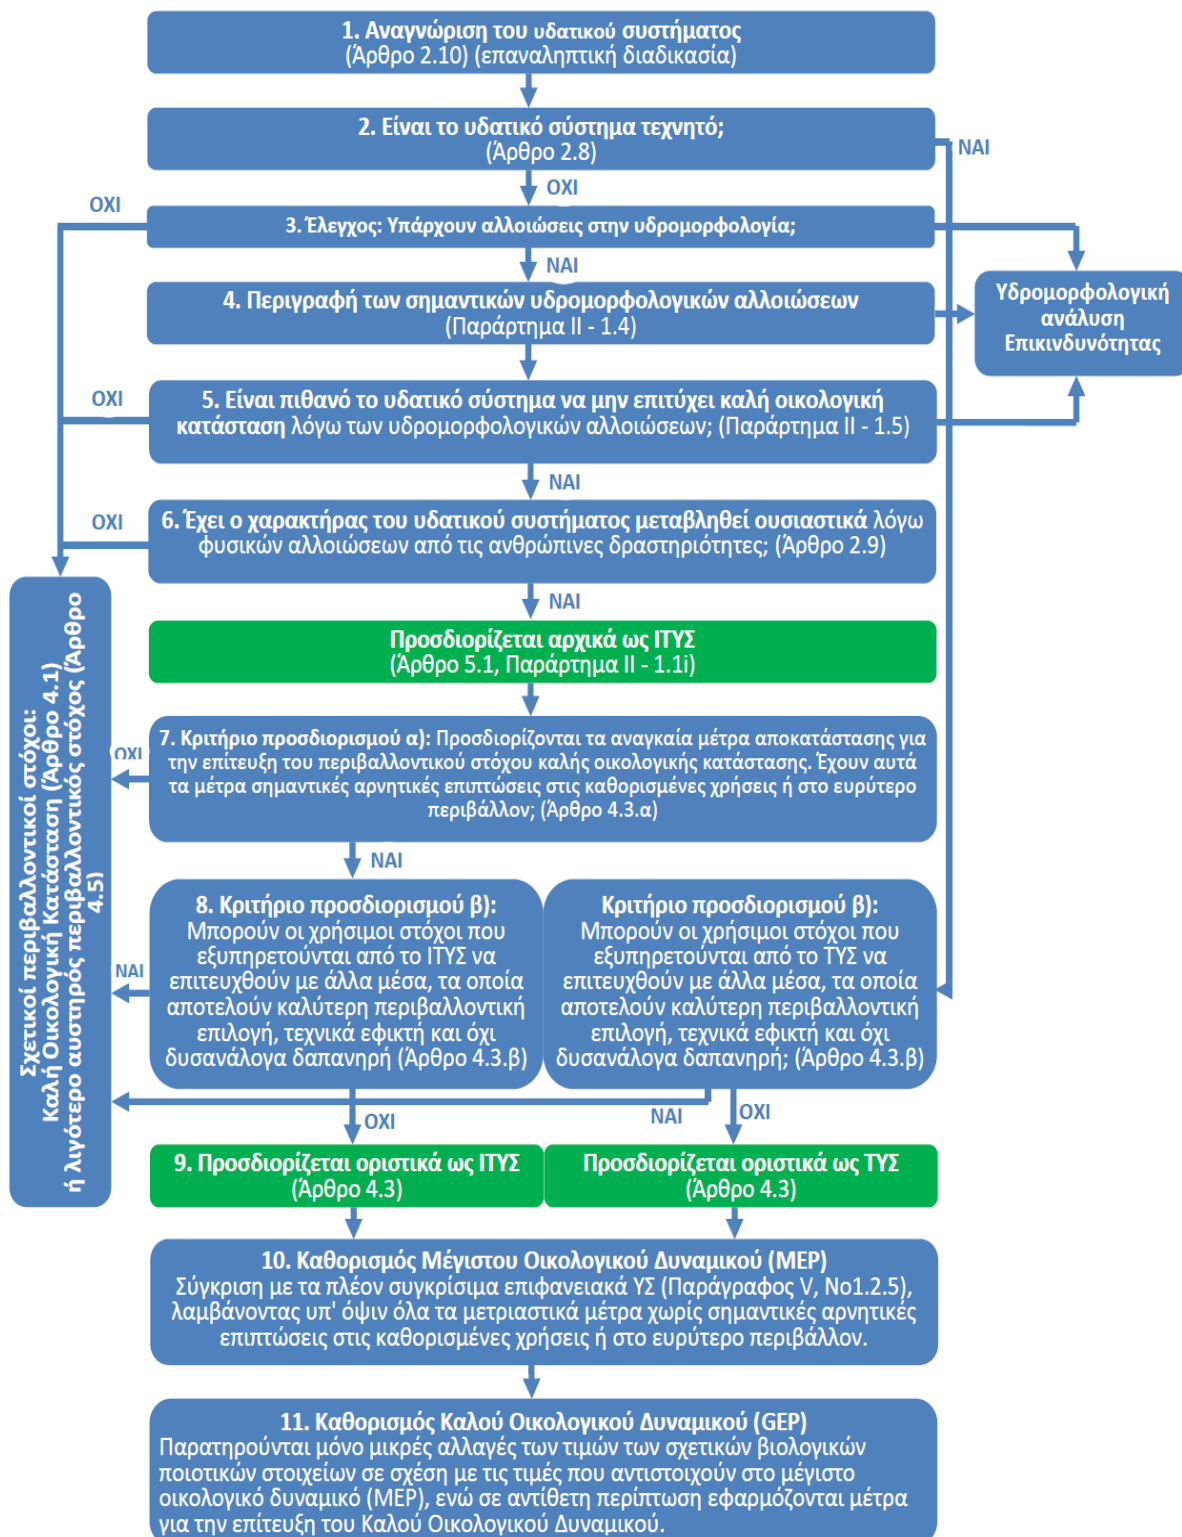 1. Αναγνώριση του υδατικού συστήματος
(Άρθρο 2.10) (επαναληπτική διαδικασία)
2. Είναι το υδατικό σύστημα τεχνητό;
(Άρθρο 2.8)
ΝΑΙ
ΟΧΙ
ΟΧΙ
3. Έλεγχος: Υπάρχουν αλλοιώσεις στην υδρομορφολογία;
ΝΑΙ
4. Περιγραφή των σημαντικών υδρομορφολογικών αλλοιώσεων
(Παράρτημα ΙΙ - 1.4)
Υδρομορφολογική
ανάλυση
Επικινδυνότητας
ΟΧΙ
5. Είναι πιθανό το υδατικό σύστημα να μην επιτύχει καλή οικολογική
κατάσταση λόγω των υδρομορφολογικών αλλοιώσεων; (Παράρτημα ΙΙ - 1.5)
ΝΑΙ
ΟΧΙ
6. Έχει ο χαρακτήρας του υδατικού συστήματος μεταβληθεί ουσιαστικά λόγω
φυσικών αλλοιώσεων από τις ανθρώπινες δραστηριότητες; (Άρθρο 2.9)
ΝΑΙ
Προσδιορίζεται αρχικά ως ΙΤΥΣ
(Άρθρο 5.1, Παράρτημα ΙΙ - 1.1i)
Σχετικοί περιβαλλοντικοί στόχοι:
Καλή Οικολογική Κατάσταση (Άρθρο 4.1)
ή λιγότερο αυστηρός περιβαλλοντικός στόχος (Άρθρο
4.5)
ΟΧΙ
7. Κριτήριο προσδιορισμού α): Προσδιορίζονται τα αναγκαία μέτρα αποκατάστασης για
την επίτευξη του περιβαλλοντικού στόχου καλής οικολογικής κατάστασης. Έχουν αυτά
τα μέτρα σημαντικές αρνητικές επιπτώσεις στις καθορισμένες χρήσεις ή στο ευρύτερο
περιβάλλον; (Άρθρο 4.3.α)
ΝΑΙ
8. Κριτήριο προσδιορισμού β):
Μπορούν οι χρήσιμοι στόχοι που
εξυπηρετούνται από το ΙΤΥΣ να
επιτευχθούν με άλλα μέσα, τα οποία
αποτελούν καλύτερη περιβαλλοντική
επιλογή, τεχνικά εφικτή και όχι
δυσανάλογα δαπανηρή (Άρθρο 4.3.β)
ΝΑΙ
Κριτήριο προσδιορισμού β):
Μπορούν οι χρήσιμοι στόχοι που
εξυπηρετούνται από το ΤΥΣ να
επιτευχθούν με άλλα μέσα, τα οποία
αποτελούν καλύτερη περιβαλλοντική
επιλογή, τεχνικά εφικτή και όχι
δυσανάλογα δαπανηρή; (Άρθρο 4.3.β)
ΟΧΙ
ΝΑΙ
ΟΧΙ
9. Προσδιορίζεται οριστικά ως ΙΤΥΣ
(Άρθρο 4.3)
Προσδιορίζεται οριστικά ως ΤΥΣ
(Άρθρο 4.3)
10. Καθορισμός Μέγιστου Οικολογικού Δυναμικού (MEP)
Σύγκριση με τα πλέον συγκρίσιμα επιφανειακά ΥΣ (Παράγραφος V, No1.2.5),
λαμβάνοντας υπ' όψιν όλα τα μετριαστικά μέτρα χωρίς σημαντικές αρνητικές
επιπτώσεις στις καθορισμένες χρήσεις ή στο ευρύτερο περιβάλλον.
11. Καθορισμός Καλού Οικολογικού Δυναμικού (GEP)
Παρατηρούνται μόνο μικρές αλλαγές των τιμών των σχετικών βιολογικών
ποιοτικών στοιχείων σε σχέση με τις τιμές που αντιστοιχούν στο μέγιστο
οικολογικό δυναμικό (MEP), ενώ σε αντίθετη περίπτωση εφαρμόζονται μέτρα
για την επίτευξη του Καλού Οικολογικού Δυναμικού.